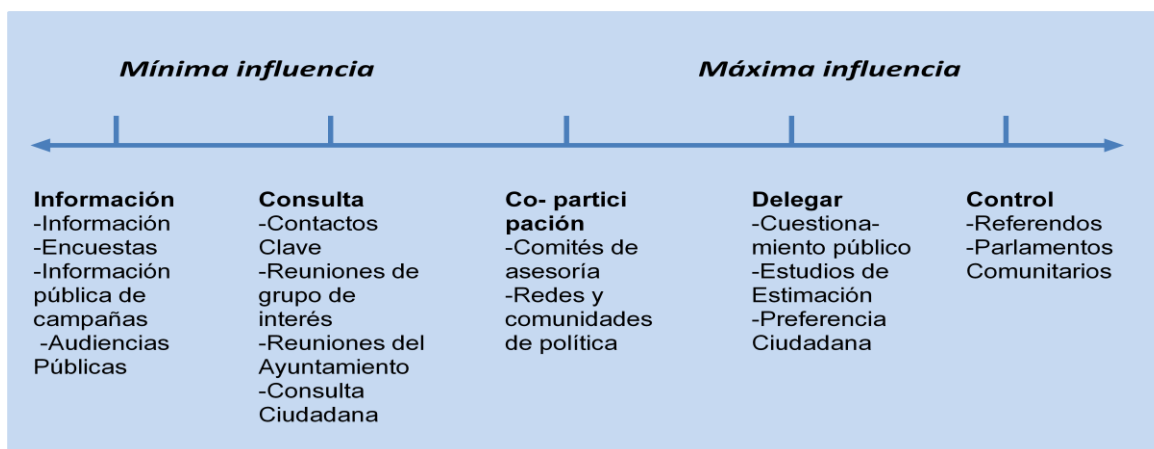 Mínima influencia
Máxima influencia
Información
-Información
-Encuestas
-Información
pública de
campañas
-Audiencias
Públicas
Consulta
-Contactos
Clave
-Reuniones de
grupo de
interés
-Reuniones del
Ayuntamiento
-Consulta
Ciudadana
Co- partici
pación
-Comités de
asesoría
-Redes y
comunidades
de política
Delegar
-Cuestiona-
miento público
-Estudios de
Estimación
-Preferencia
Ciudadana
Control
-Referendos
-Parlamentos
Comunitarios